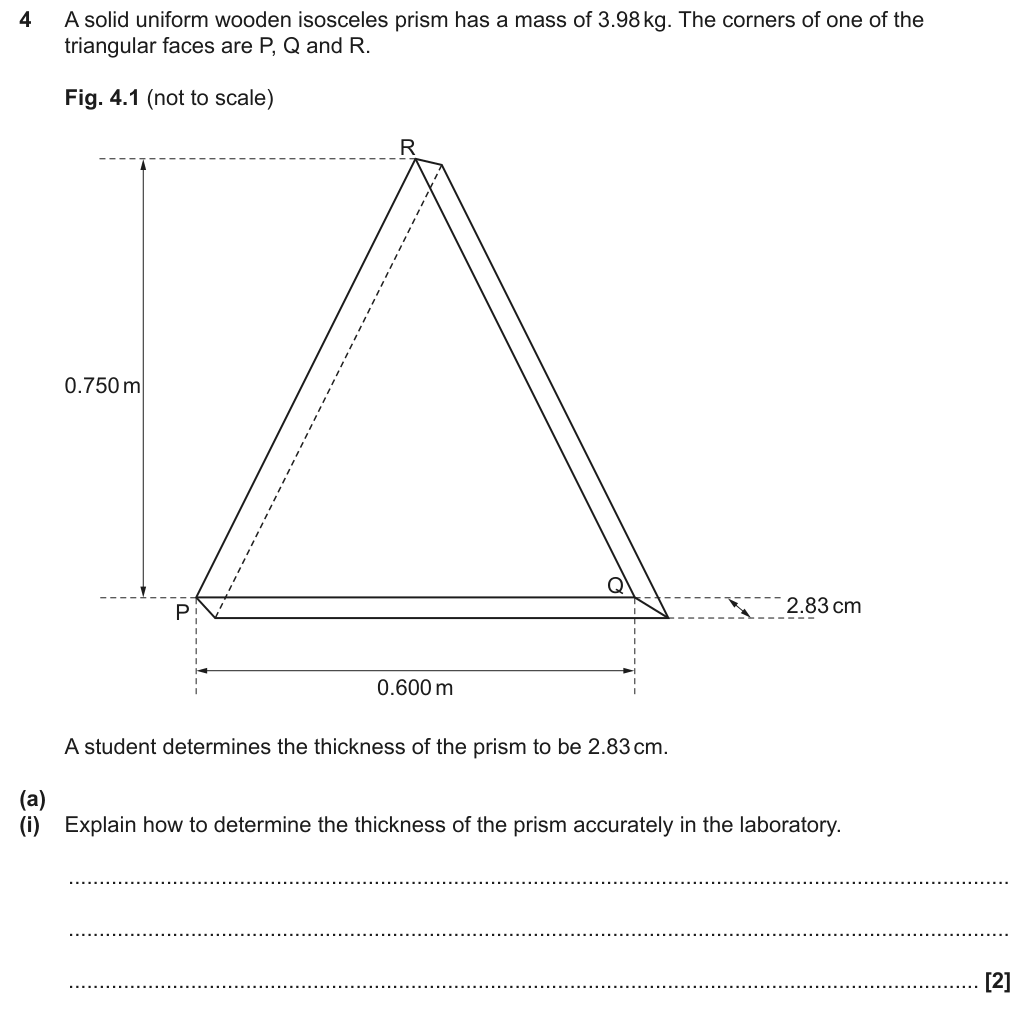 4 A solid uniform wooden isosceles prism has a mass of 3.98 kg. The corners of one of the
triangular faces are P, Q and R.
Fig. 4.1 (not to scale)
R
0.750 m
Q
P
2.83 cm
0.600 m
A student determines the thickness of the prism to be 2.83 cm.
(a)
(i) Explain how to determine the thickness of the prism accurately in the laboratory.
....................................................................................................
....................................................................................................
.................................................................................................... [2]